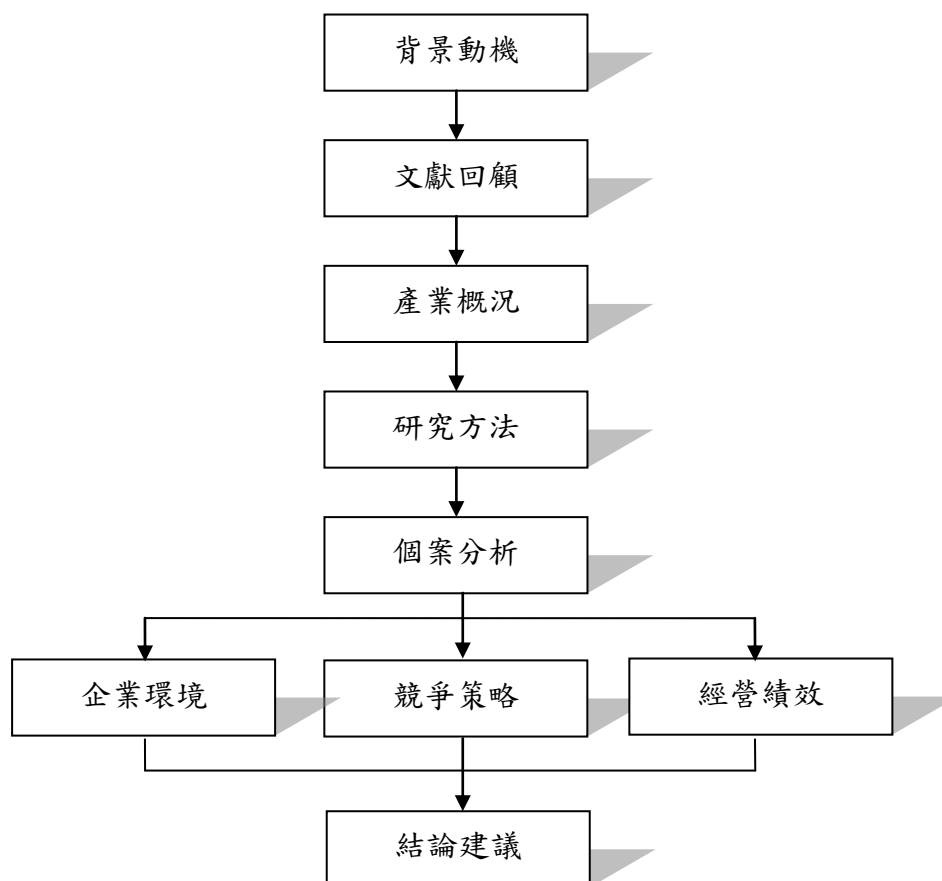 背景動機
文獻回顧
產業概況
研究方法
個案分析
企業環境
競爭策略
經營績效
結論建議